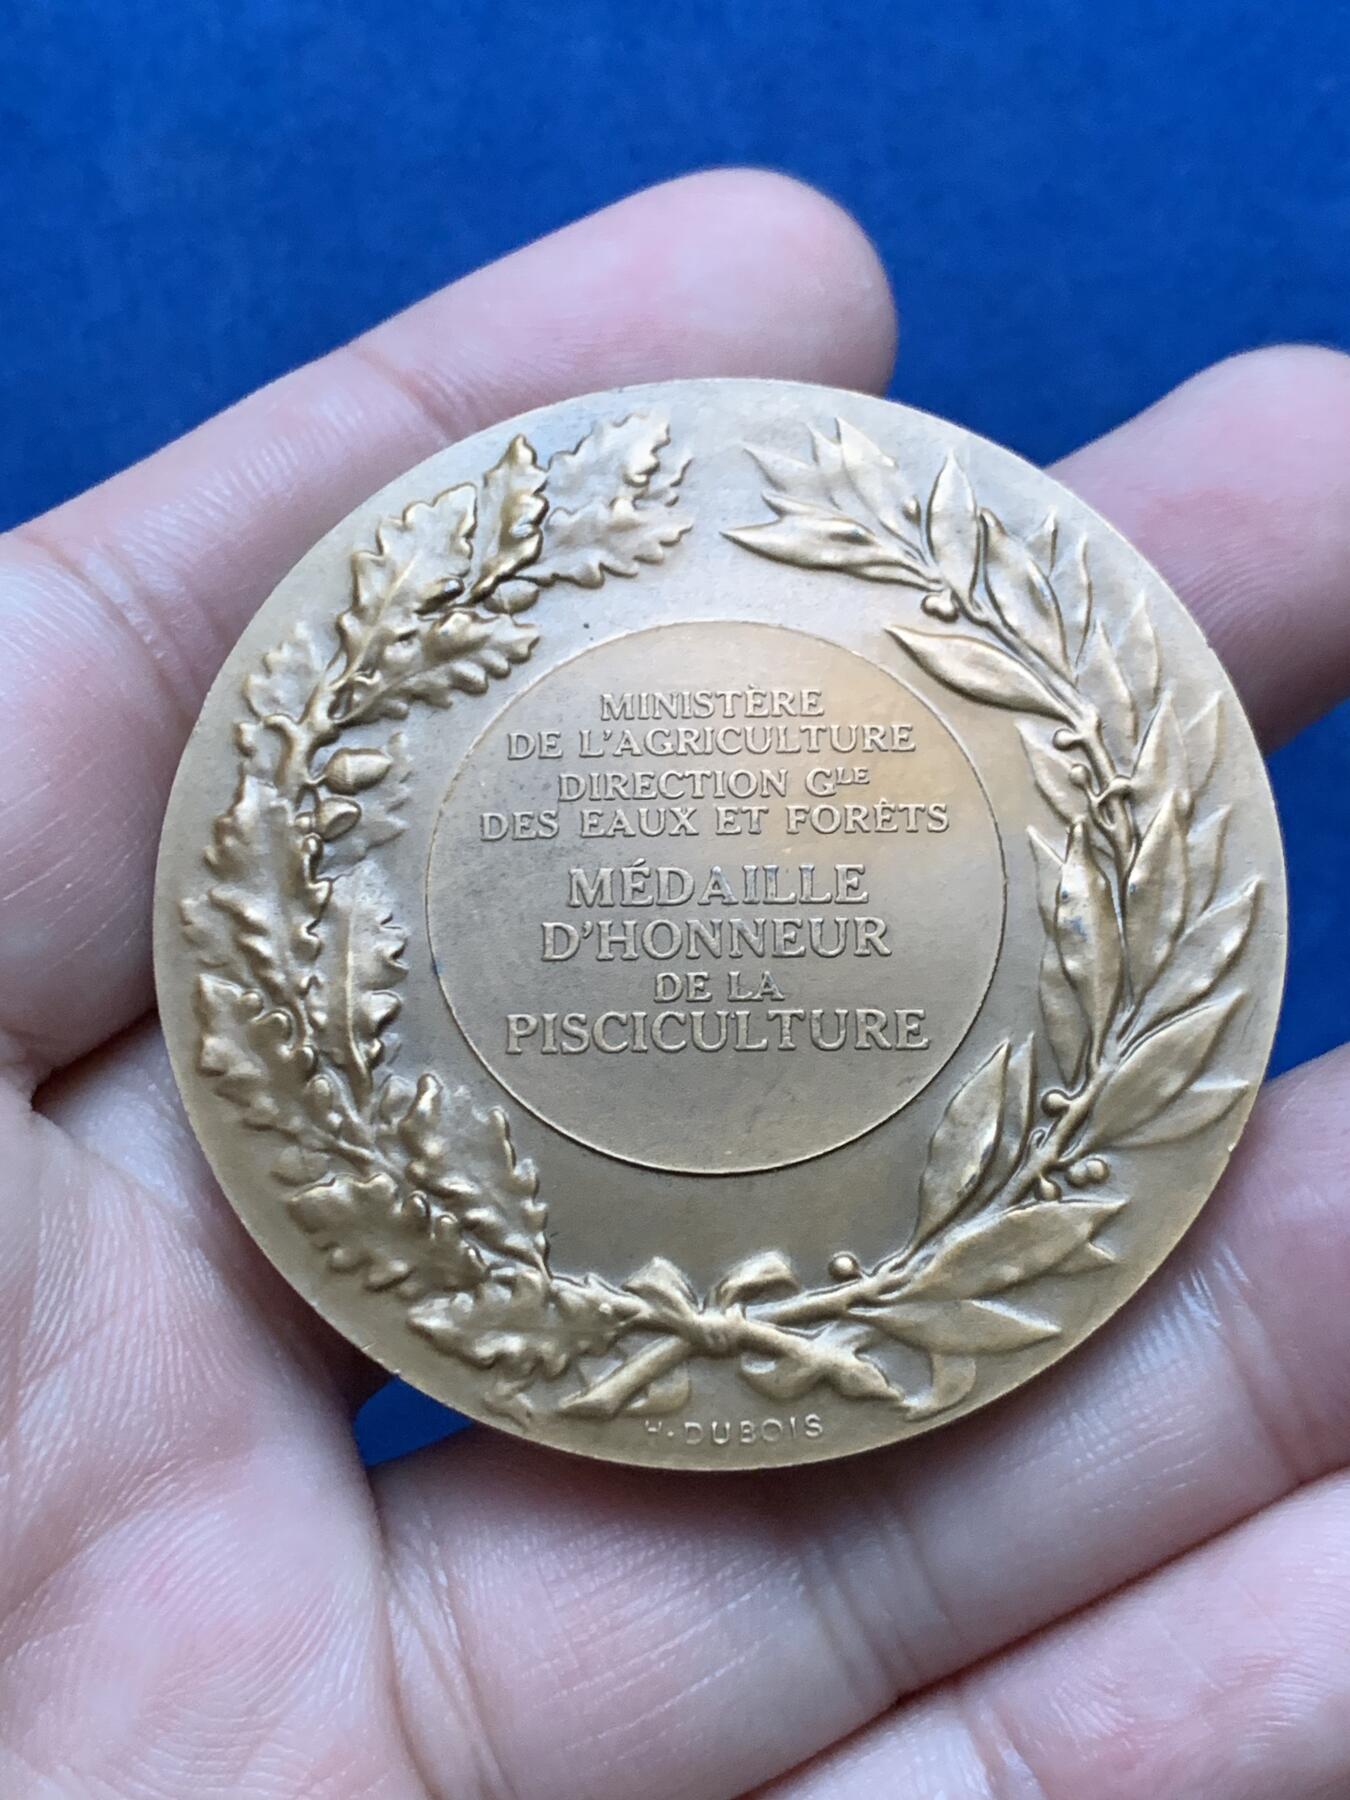 MINISTÈRE
DE L'AGRICULTURE
DIRECTION GLE
DES EAUX ET FORÊTS
MÉDAILLE
D'HONNEUR
DE LA
PISCICULTURE
H. DUBOIS